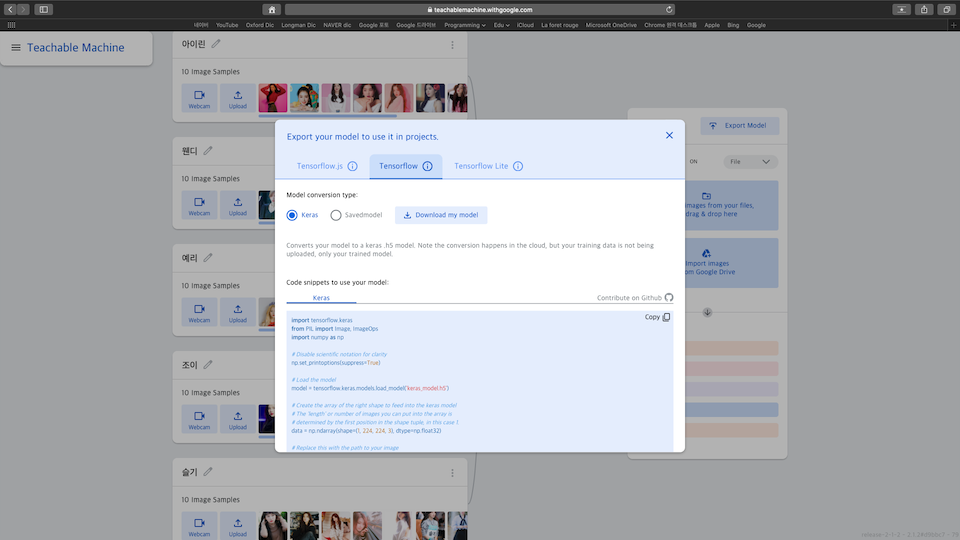 teachablemachine.withgoogle.com
네이버 YouTube Oxford Dic Longman Dic NAVER dic Google 포토 Google 드라이브 Programming Edu iCloud La foret rouge Microsoft OneDrive Chrome 원격 데스크톱 Apple Bing Google
Teachable Machine
아이린
10 Image Samples
Webcam
Upload
웬디
10 Image Samples
Webcam
Upload
예리
10 Image Samples
Webcam
Upload
조이
10 Image Samples
Webcam
Upload
슬기
10 Image Samples
Webcam
Upload
Export your model to use it in projects.
Tensorflow.js
Tensorflow
Tensorflow Lite
Model conversion type:
Keras
Savedmodel
Download my model
Converts your model to a keras .h5 model. Note the conversion happens in the cloud, but your training data is not being
uploaded, only your trained model.
Code snippets to use your model:
Keras
Contribute on Github
Copy
import tensorflow.keras
from PIL import Image, ImageOps
import numpy as np
# Disable scientific notation for clarity
np.set_printoptions(suppress=True)
# Load the model
model = tensorflow.keras.models.load_model('keras_model.h5')
# Create the array of the right shape to feed into the keras model
# The 'length' or number of images you can put into the array is
# determined by the first position in the shape tuple, in this case 1.
data = np.ndarray(shape=(1, 224, 224, 3), dtype=np.float32)
# Replace this with the path to your image
Export Model
ON
File
images from your files,
drag & drop here
Import images
from Google Drive